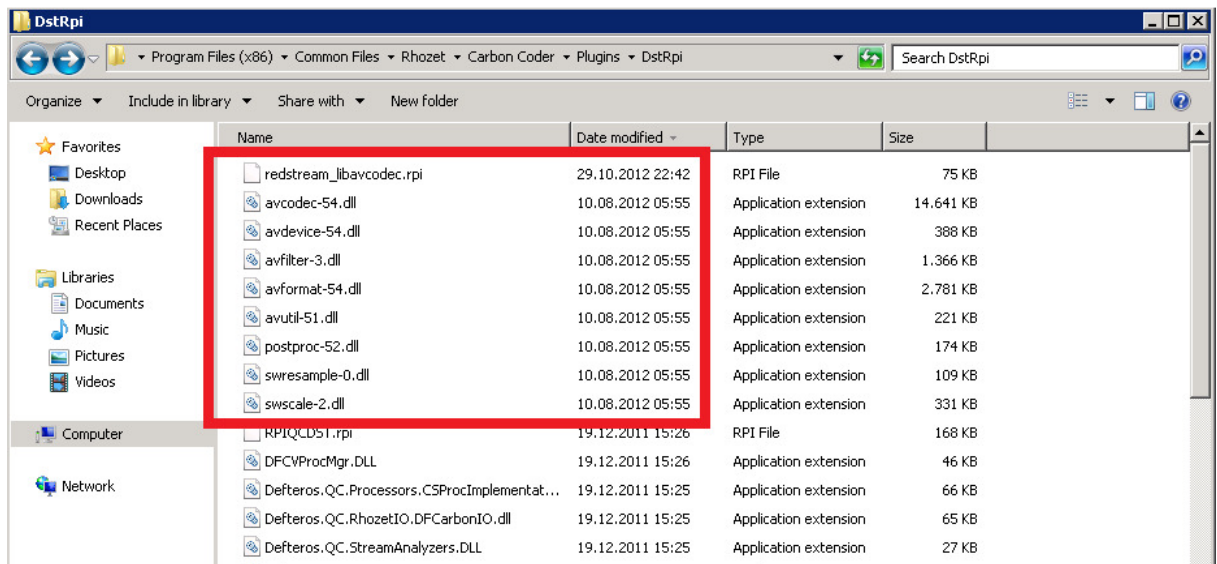 DstRpi
Program Files (x86) Common Files Rhozet Carbon Coder Plugins DstRpi Search DstRpi
Organize Include in library Share with New folder
Name Date modified Type Size
Favorites
Desktop
Downloads
Recent Places
Libraries
Documents
Music
Pictures
Videos
Computer
Network
redstream_libavcodec.rpi 29.10.2012 22:42 RPI File 75 KB
avcodec-54.dll 10.08.2012 05:55 Application extension 14.641 KB
avdevice-54.dll 10.08.2012 05:55 Application extension 388 KB
avfilter-3.dll 10.08.2012 05:55 Application extension 1.366 KB
avformat-54.dll 10.08.2012 05:55 Application extension 2.781 KB
avutil-51.dll 10.08.2012 05:55 Application extension 221 KB
postproc-52.dll 10.08.2012 05:55 Application extension 174 KB
swresample-0.dll 10.08.2012 05:55 Application extension 109 KB
swscale-2.dll 10.08.2012 05:55 Application extension 331 KB
RPIQCDST.rpi 19.12.2011 15:26 RPI File 168 KB
DFCVProcMgr.DLL 19.12.2011 15:26 Application extension 46 KB
Defteros.QC.Processors.CSProcImplementat... 19.12.2011 15:25 Application extension 66 KB
Defteros.QC.RhozetIO.DFCarbonIO.dll 19.12.2011 15:25 Application extension 65 KB
Defteros.QC.StreamAnalyzers.DLL 19.12.2011 15:25 Application extension 27 KB